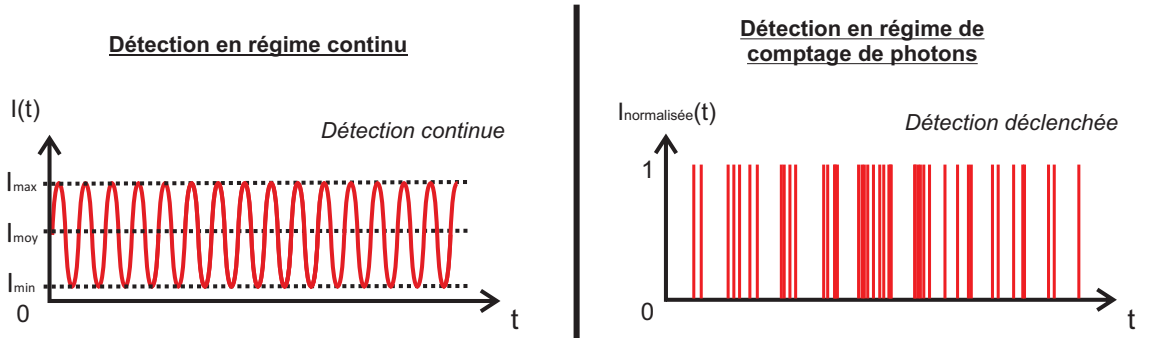 Détection en régime continu
I(t)
Détection continue
Imax
Imoy
Imin
0
t
Détection en régime de
comptage de photons
Inormalisée(t)
Détection déclenchée
1
0
t